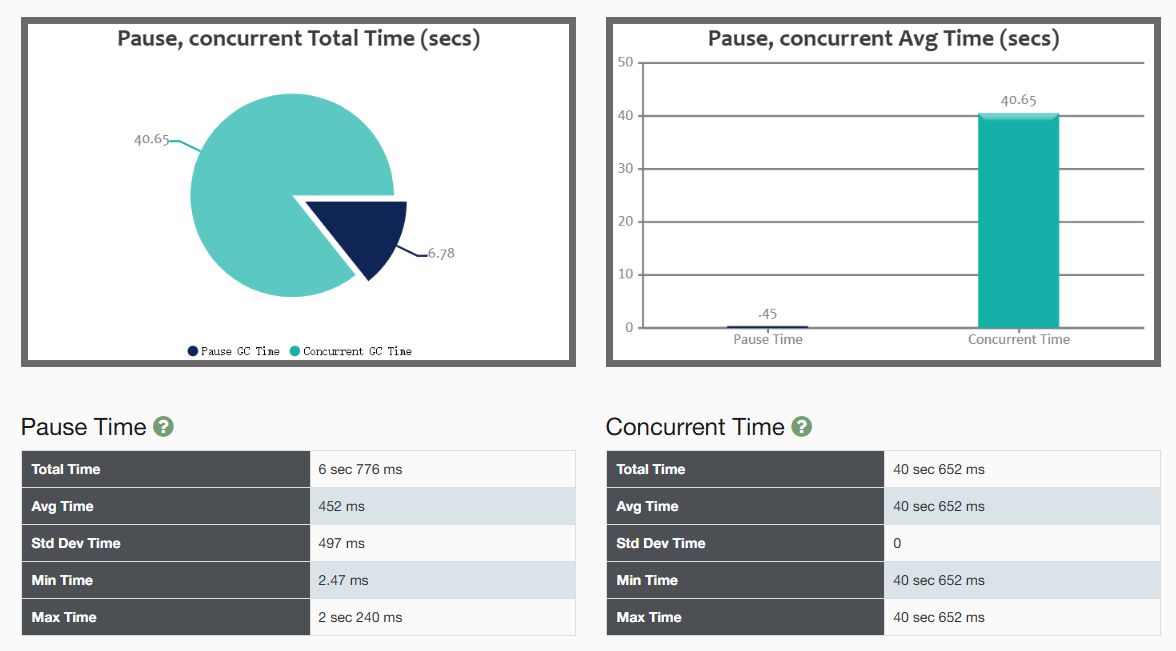 Pause, concurrent Total Time (secs)
40.65
6.78
Pause GC Time
Concurrent GC Time
Pause, concurrent Avg Time (secs)
50
40
30
20
10
0
40.65
.45
Pause Time
Concurrent Time
Pause Time ?
Total Time 6 sec 776 ms
Avg Time 452 ms
Std Dev Time 497 ms
Min Time 2.47 ms
Max Time 2 sec 240 ms
Concurrent Time ?
Total Time 40 sec 652 ms
Avg Time 40 sec 652 ms
Std Dev Time 0
Min Time 40 sec 652 ms
Max Time 40 sec 652 ms